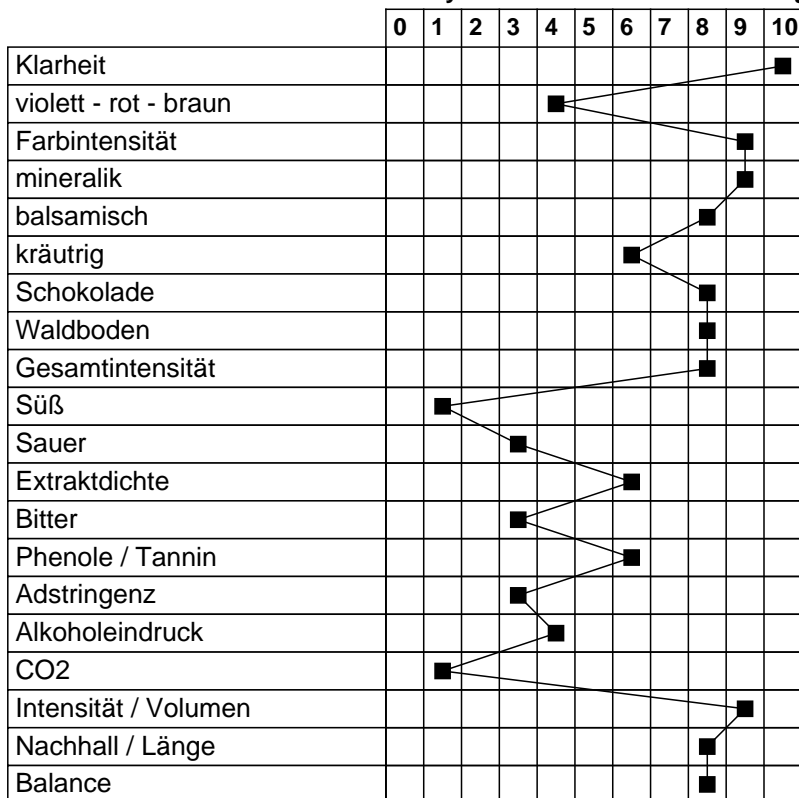 0 1 2 3 4 5 6 7 8 9 10
Klarheit
violett - rot - braun
Farbintensität
mineralik
balsamisch
kräutrig
Schokolade
Waldboden
Gesamtintensität
Süß
Sauer
Extraktdichte
Bitter
Phenole / Tannin
Adstringenz
Alkoholeindruck
CO2
Intensität / Volumen
Nachhall / Länge
Balance